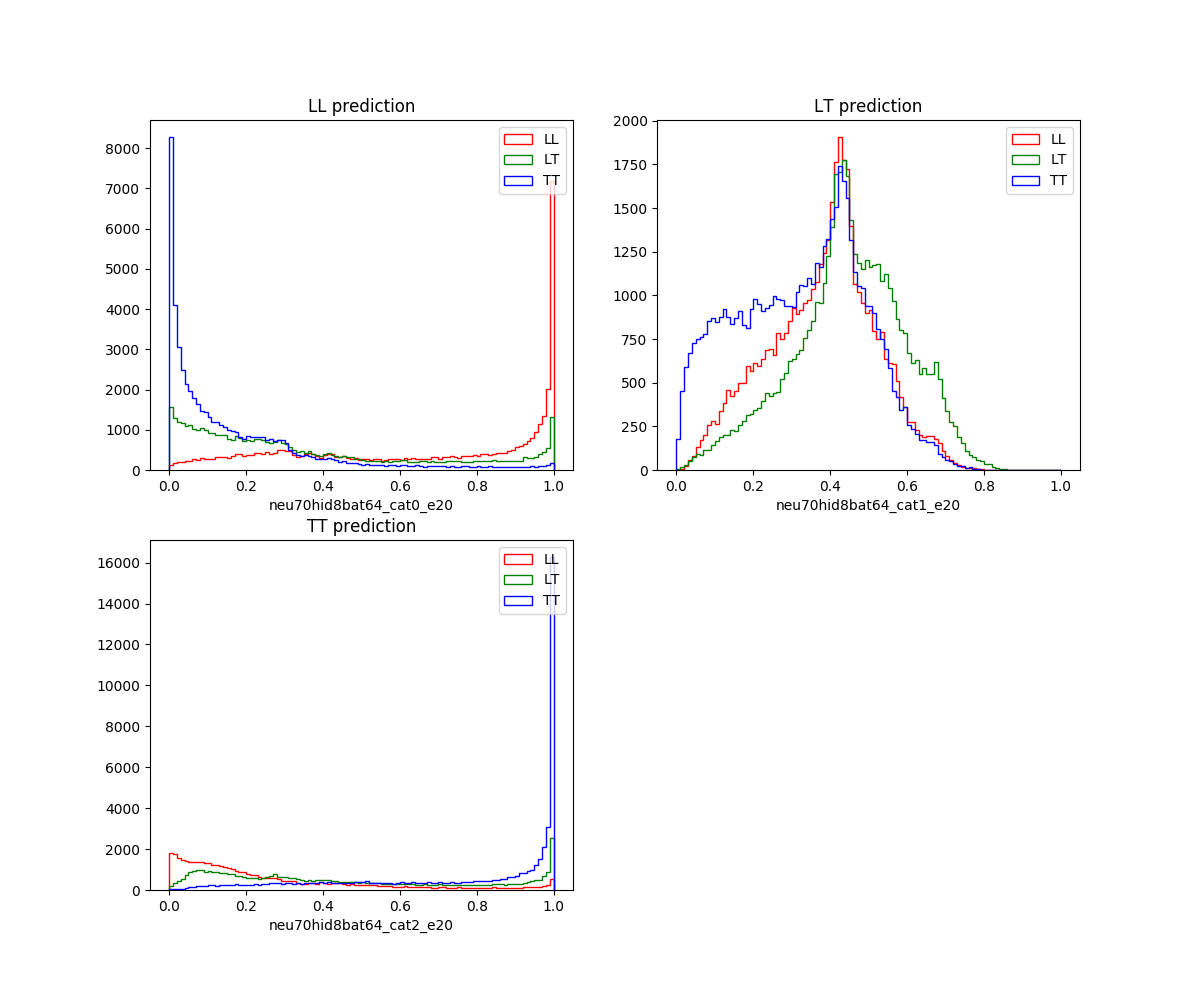 LL prediction
LL
LT
TT
8000
7000
6000
5000
4000
3000
2000
1000
0
0.0 0.2 0.4 0.6 0.8 1.0
neu70hid8bat64_cat0_e20
LT prediction
LL
LT
TT
2000
1750
1500
1250
1000
750
500
250
0
0.0 0.2 0.4 0.6 0.8 1.0
neu70hid8bat64_cat1_e20
TT prediction
LL
LT
TT
16000
14000
12000
10000
8000
6000
4000
2000
0
0.0 0.2 0.4 0.6 0.8 1.0
neu70hid8bat64_cat2_e20